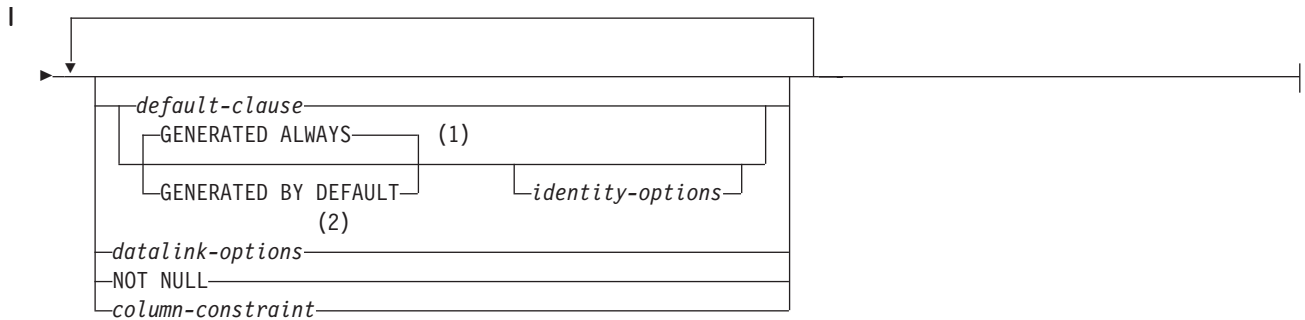 default-clause
GENERATED ALWAYS (1)
GENERATED BY DEFAULT identity-options
(2)
datalink-options
NOT NULL
column-constraint